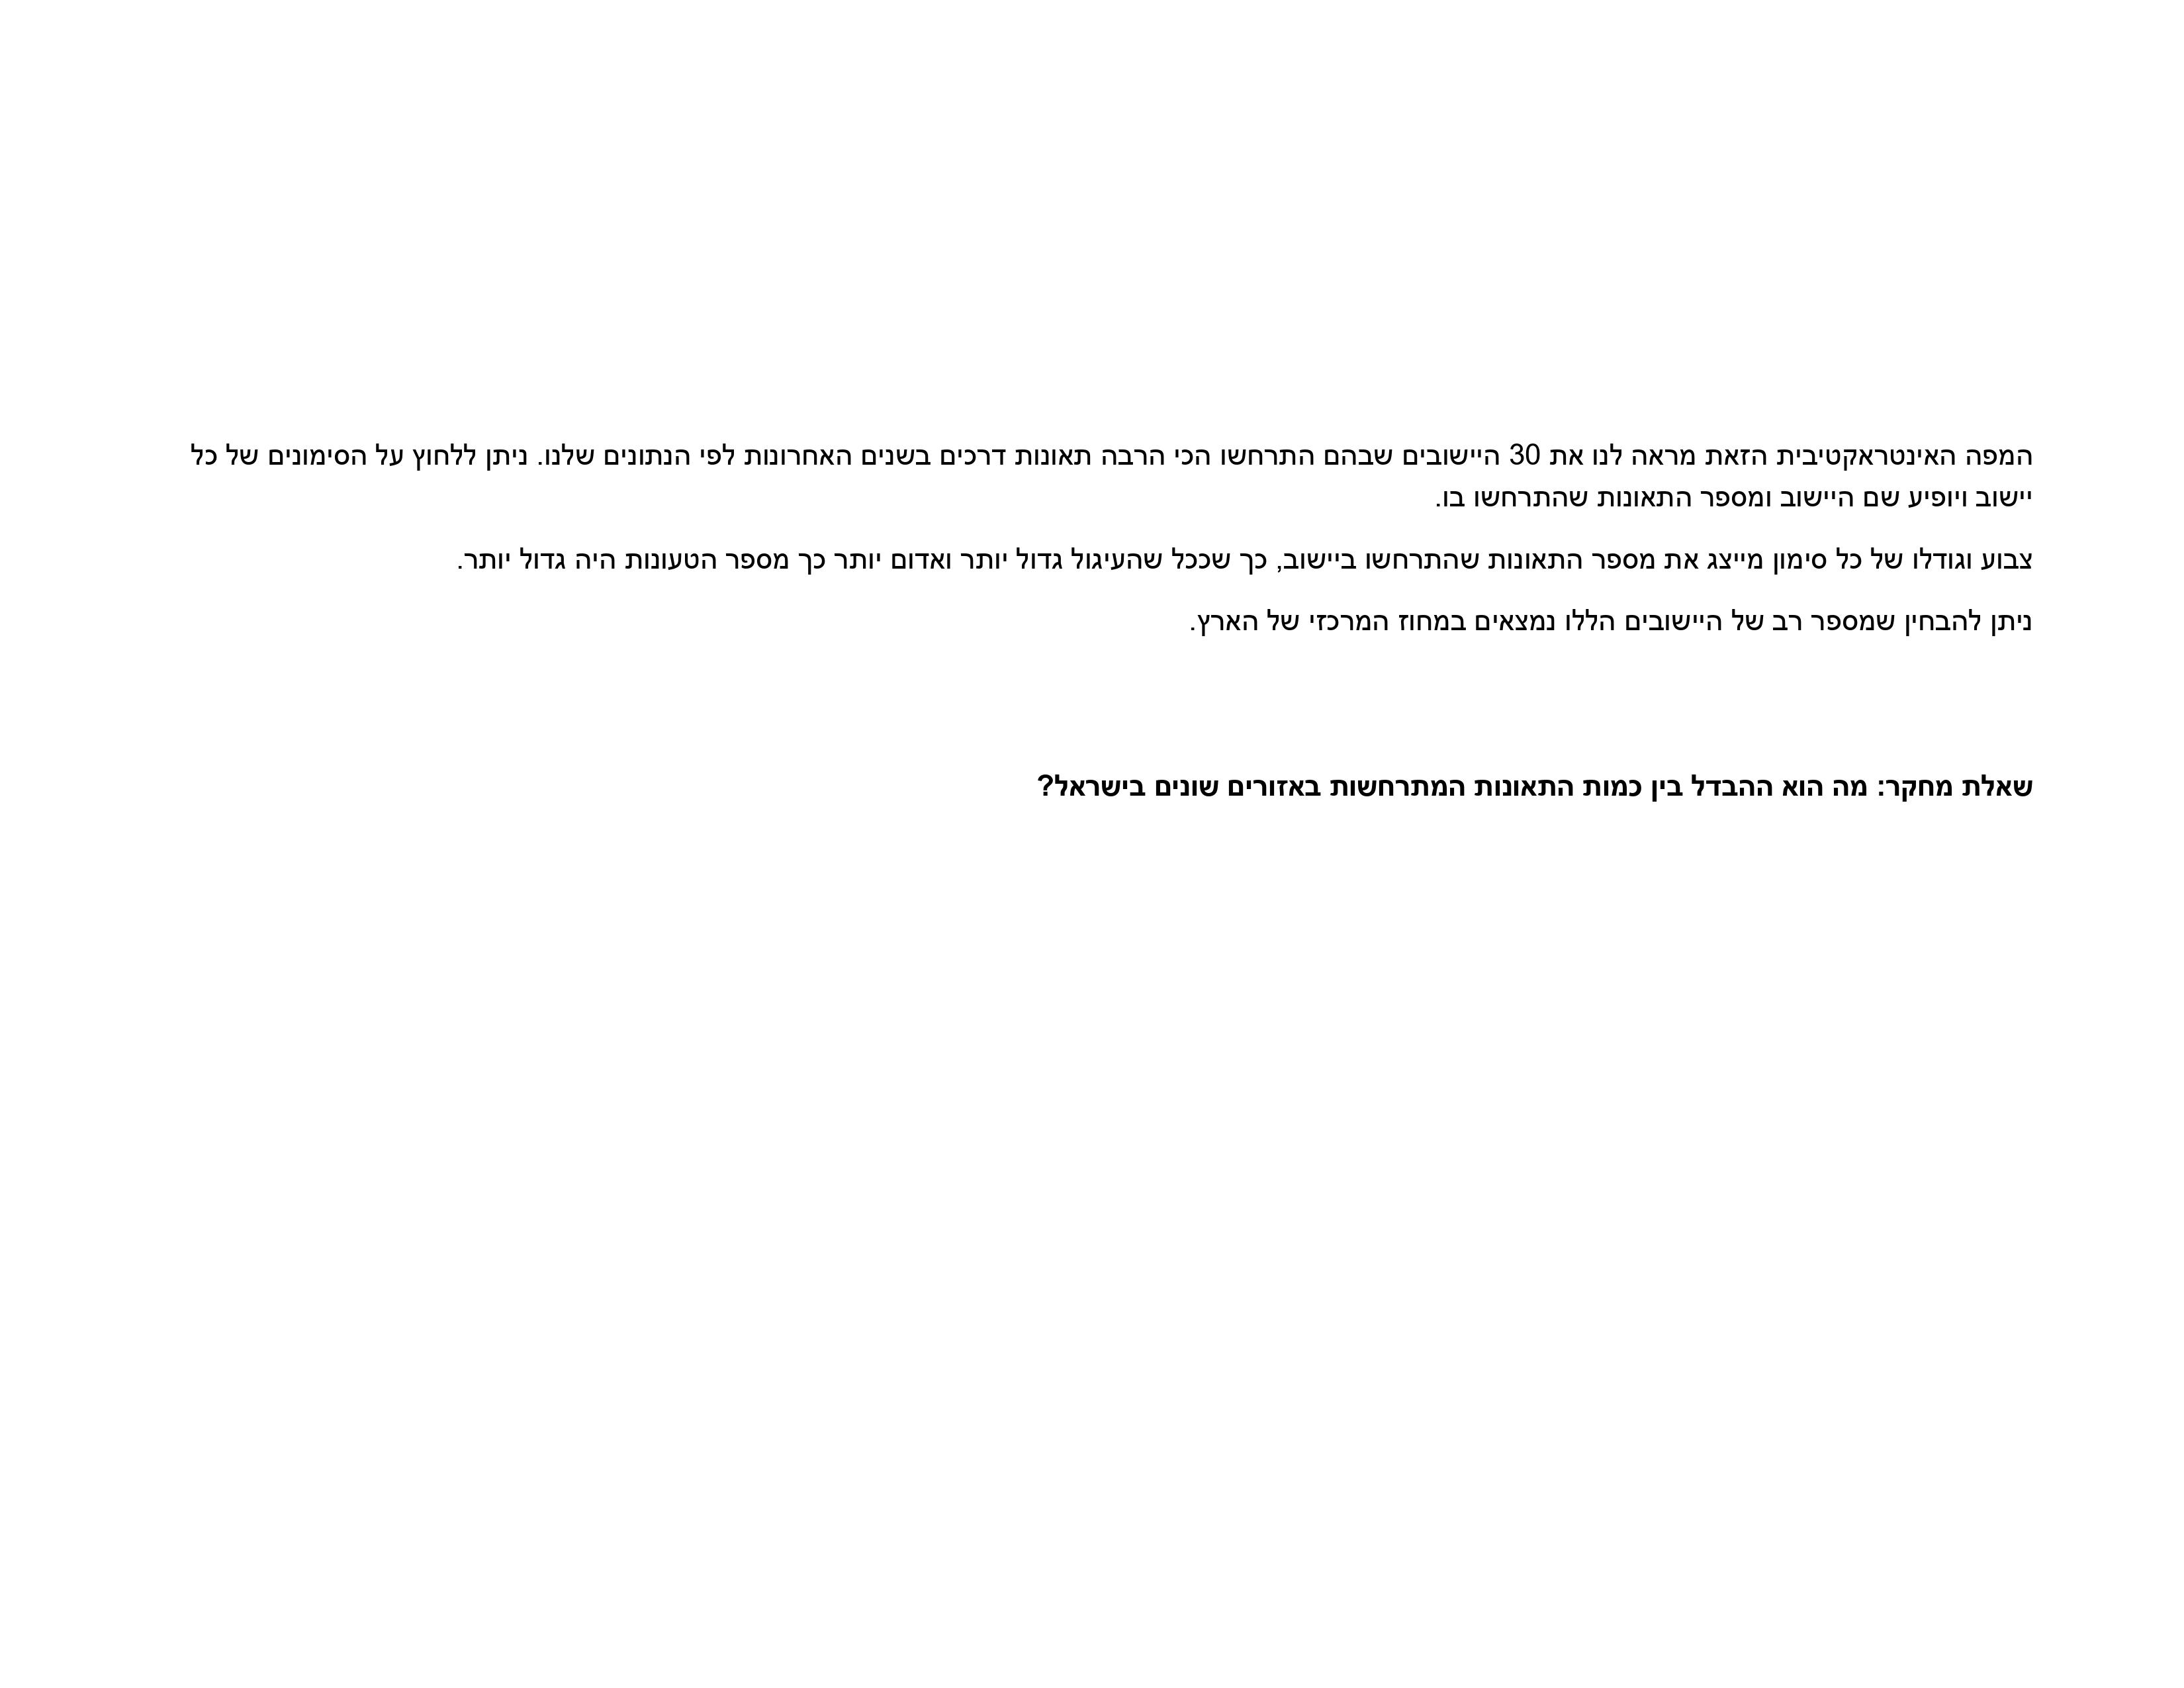 המפה האינטראקטיבית הזאת מראה לנו את 30 היישובים שבהם התרחשו הכי הרבה תאונות דרכים בשנים האחרונות לפי הנתונים שלנו. ניתן ללחוץ על הסימונים של כל
יישוב ויופיע שם היישוב ומספר התאונות שהתרחשו בו.
צבוע וגודלו של כל סימון מייצג את מספר התאונות שהתרחשו ביישוב, כך שככל שהעיגול גדול יותר ואדום יותר כך מספר הטעונות היה גדול יותר.
ניתן להבחין שמספר רב של היישובים הללו נמצאים במחוז המרכזי של הארץ.
שאלת מחקר: מה הוא ההבדל בין כמות התאונות המתרחשות באזורים שונים בישראל?